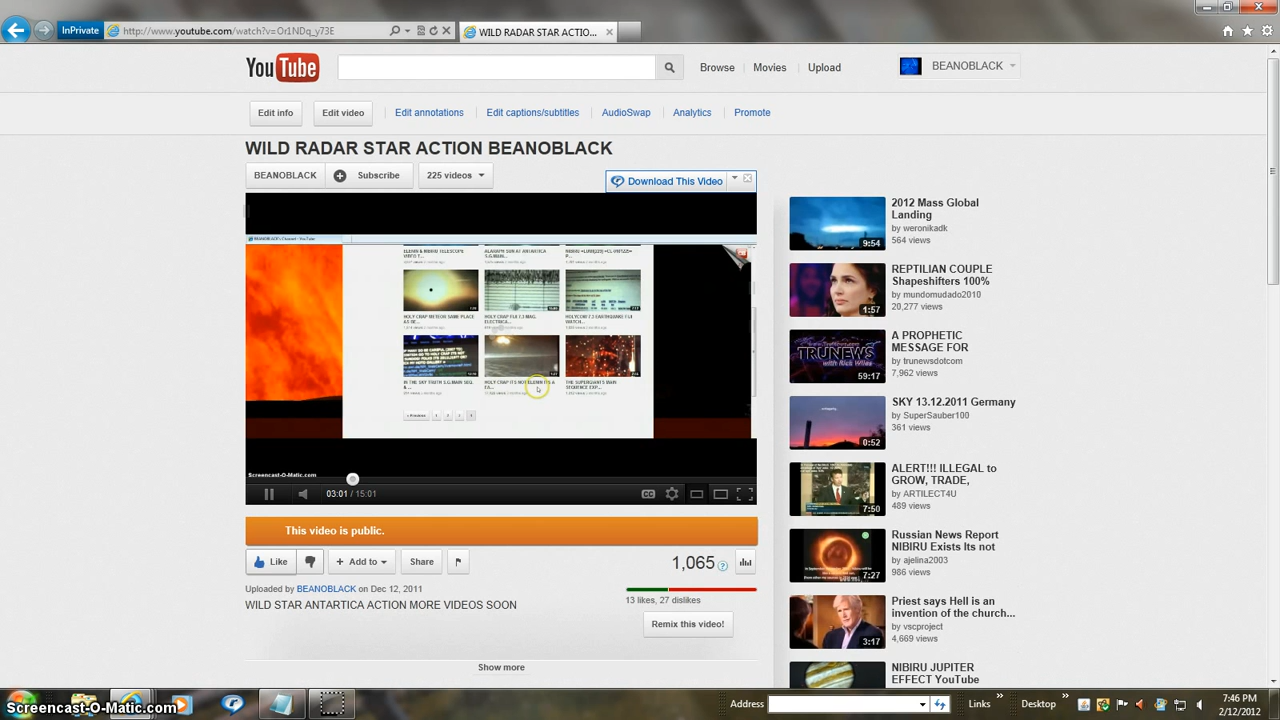 InPrivate
http://www.youtube.com/watch?v=Or1NDq_y73E
WILD RADAR STAR ACTIO...
YouTube
Browse
Movies
Upload
BEANOBLACK
Edit info
Edit video
Edit annotations
Edit captions/subtitles
AudioSwap
Analytics
Promote
WILD RADAR STAR ACTION BEANOBLACK
BEANOBLACK
Subscribe
225 videos
Download This Video
Screencast-O-Matic.com
03:01 / 15:01
CC
This video is public.
Like
Add to
Share
1,065
Uploaded by BEANOBLACK on Dec 12, 2011
WILD STAR ANTARTICA ACTION MORE VIDEOS SOON
13 likes, 27 dislikes
Remix this video!
Show more
2012 Mass Global
Landing
by weronikadk
564 views
9:54
REPTILIAN COUPLE
Shapeshifters 100%
by mundomudado2010
20,277 views
1:57
A PROPHETIC
MESSAGE FOR
by trunewsdotcom
7,962 views
TRUNEWS
with Rick Wiles
59:17
SKY 13.12.2011 Germany
by SuperSauber100
361 views
0:52
ALERT!!! ILLEGAL to
GROW, TRADE,
by ARTILECT4U
489 views
7:50
Russian News Report
NIBIRU Exists Its not
by ajelina2003
986 views
7:27
Priest says Hell is an
invention of the church...
by vscproject
4,669 views
3:17
NIBIRU JUPITER
EFFECT YouTube
Screencast-O-Matic.com
Address
Links
Desktop
7:46 PM
2/12/2012